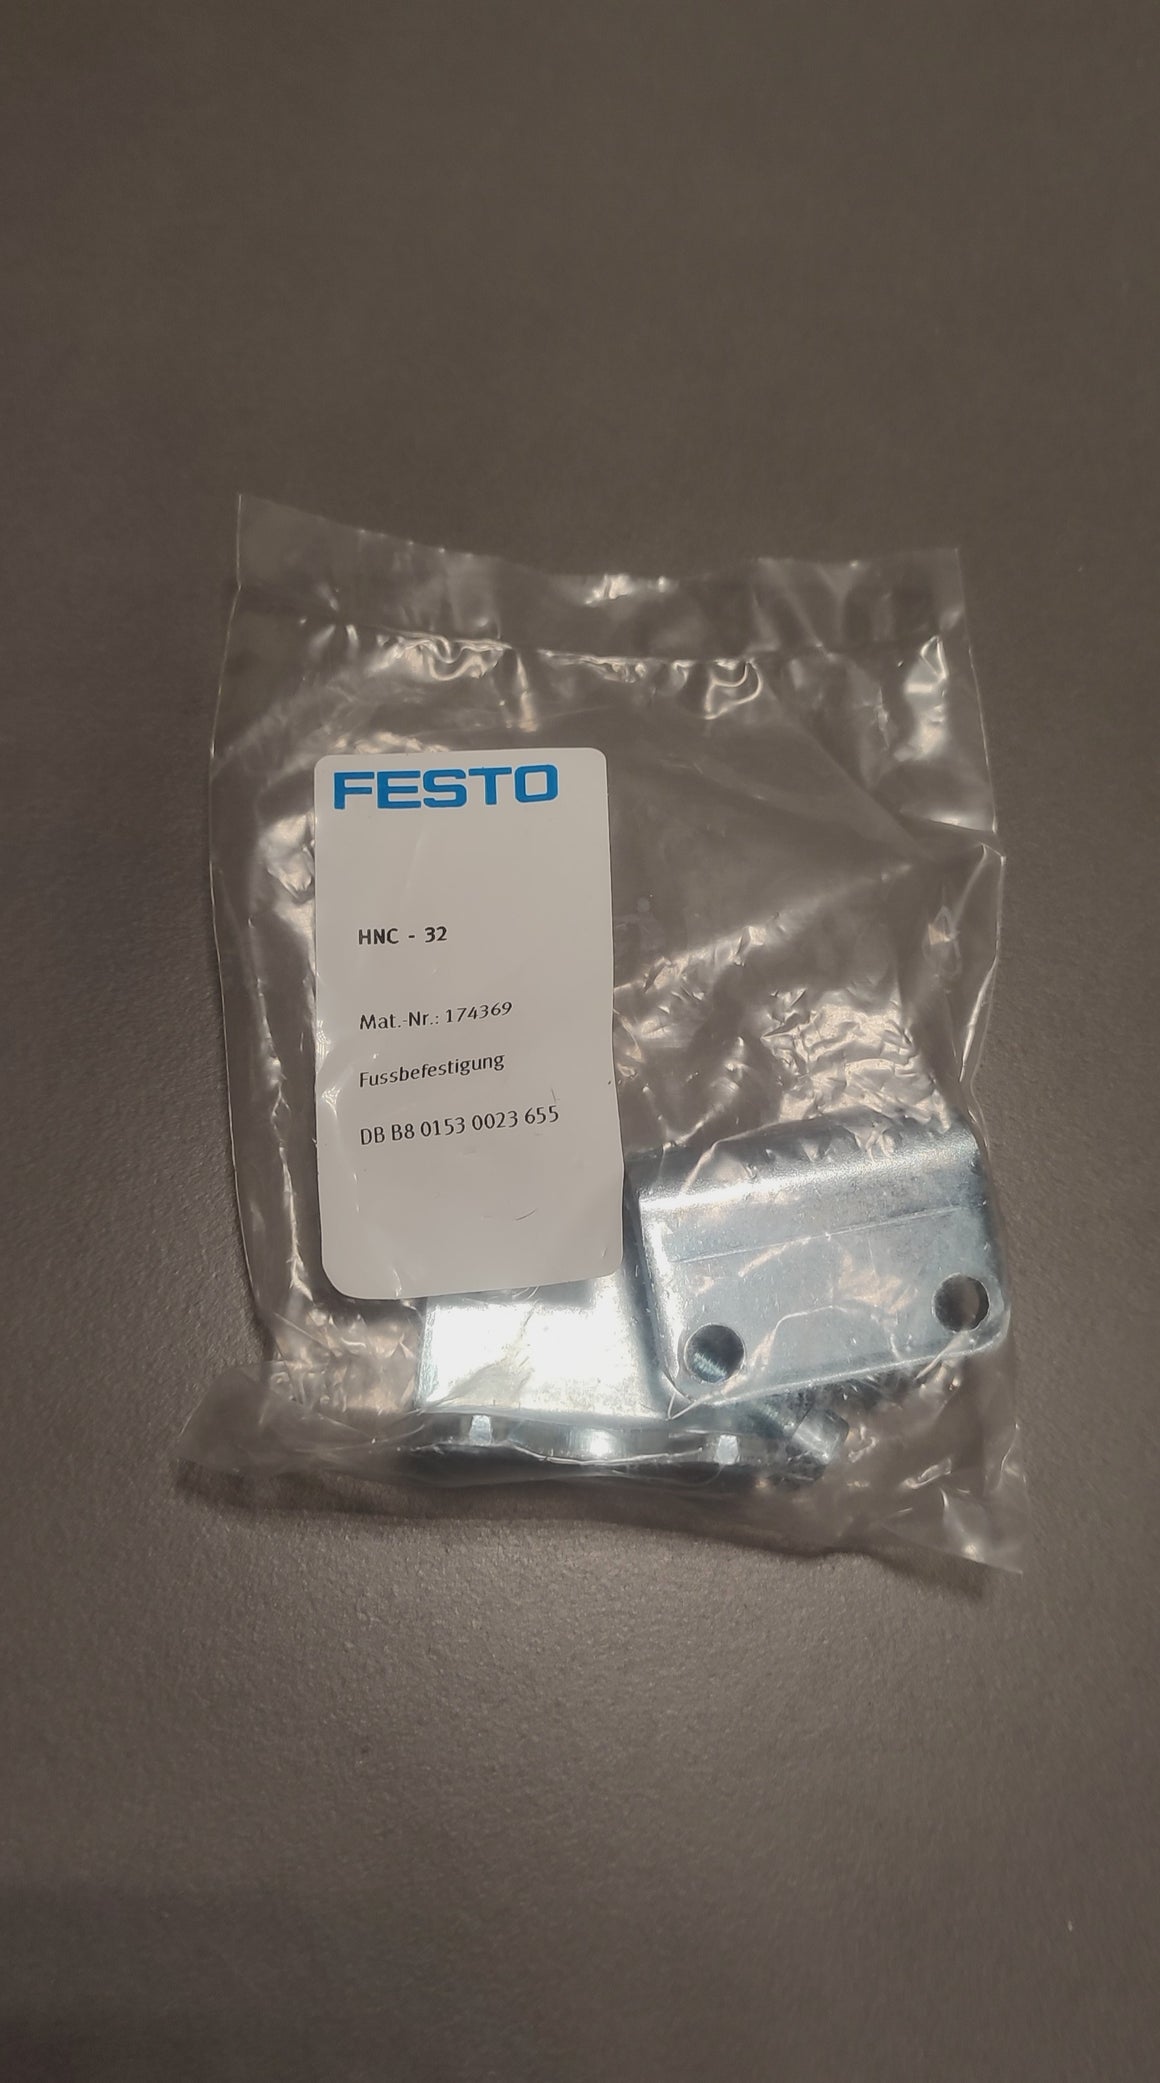 FESTO
HNC - 32
Mat.-Nr.: 174369
Fussbefestigung
DB B8 0153 0023 655